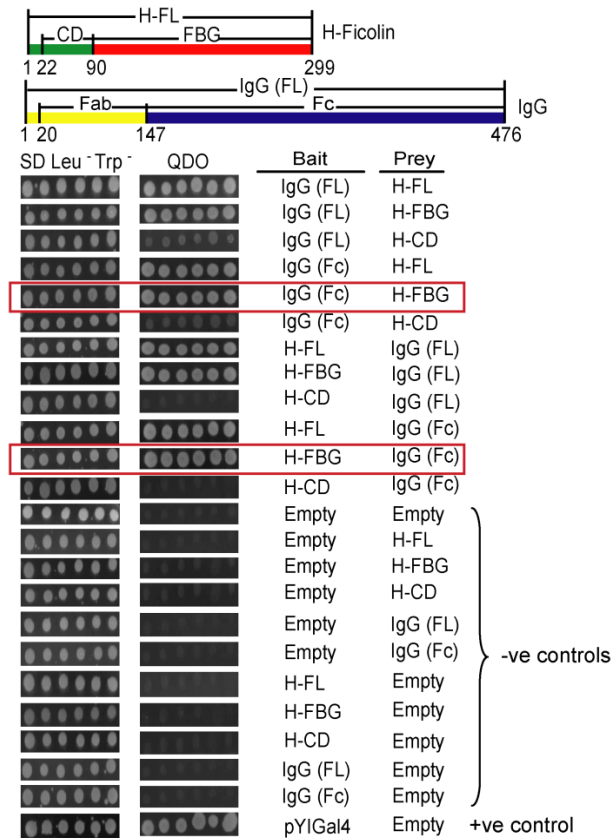 H-FL
CD FBG H-Ficolin
1 22 90 299
IgG (FL)
Fab Fc IgG
1 20 147 476
SD Leu - Trp - QDO Bait Prey
IgG (FL) H-FL
IgG (FL) H-FBG
IgG (FL) H-CD
IgG (Fc) H-FL
IgG (Fc) H-FBG
IgG (Fc) H-CD
H-FL IgG (FL)
H-FBG IgG (FL)
H-CD IgG (FL)
H-FL IgG (Fc)
H-FBG IgG (Fc)
H-CD IgG (Fc)
Empty Empty
Empty H-FL
Empty H-FBG
Empty H-CD
Empty IgG (FL)
Empty IgG (Fc)
-ve controls
H-FL Empty
H-FBG Empty
H-CD Empty
IgG (FL) Empty
IgG (Fc) Empty
pYIGal4 Empty +ve control